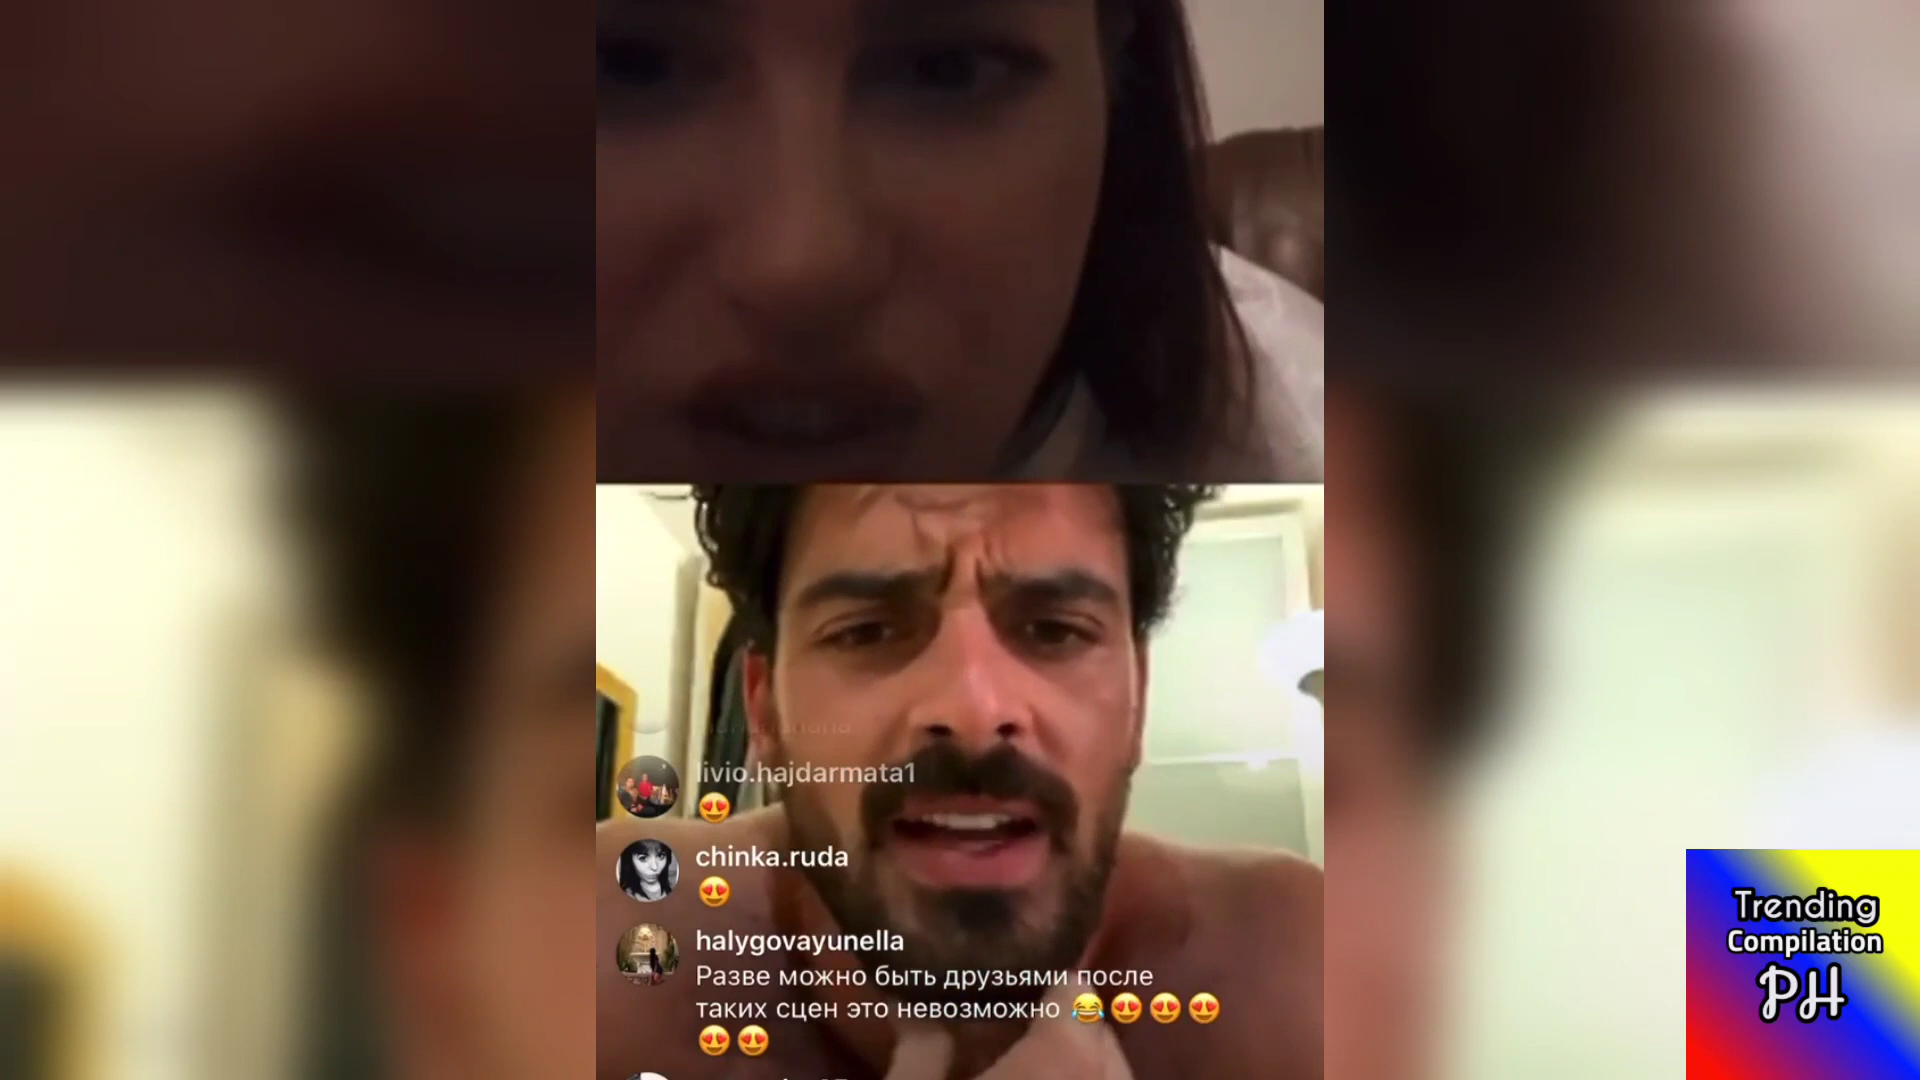 livio.hajdarmata1
😍
chinka.ruda
😍
halygovayunella
Разве можно быть друзьями после
таких сцен это невозможно 😂😍😍😍
😍😍
Trending
Compilation
PH